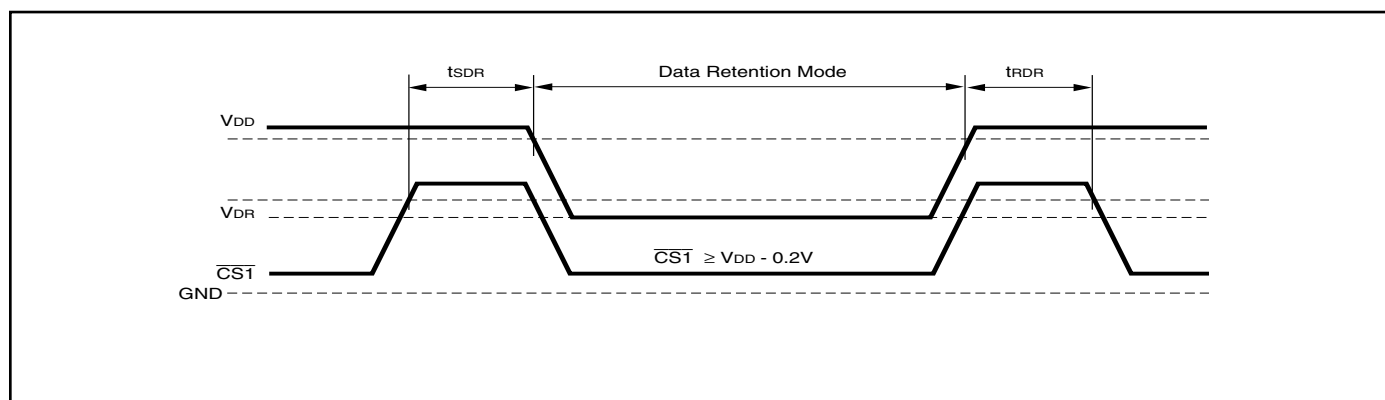 tSDR Data Retention Mode tRDR
VDD
VDR
CS1 ≥ VDD - 0.2V
CS1
GND